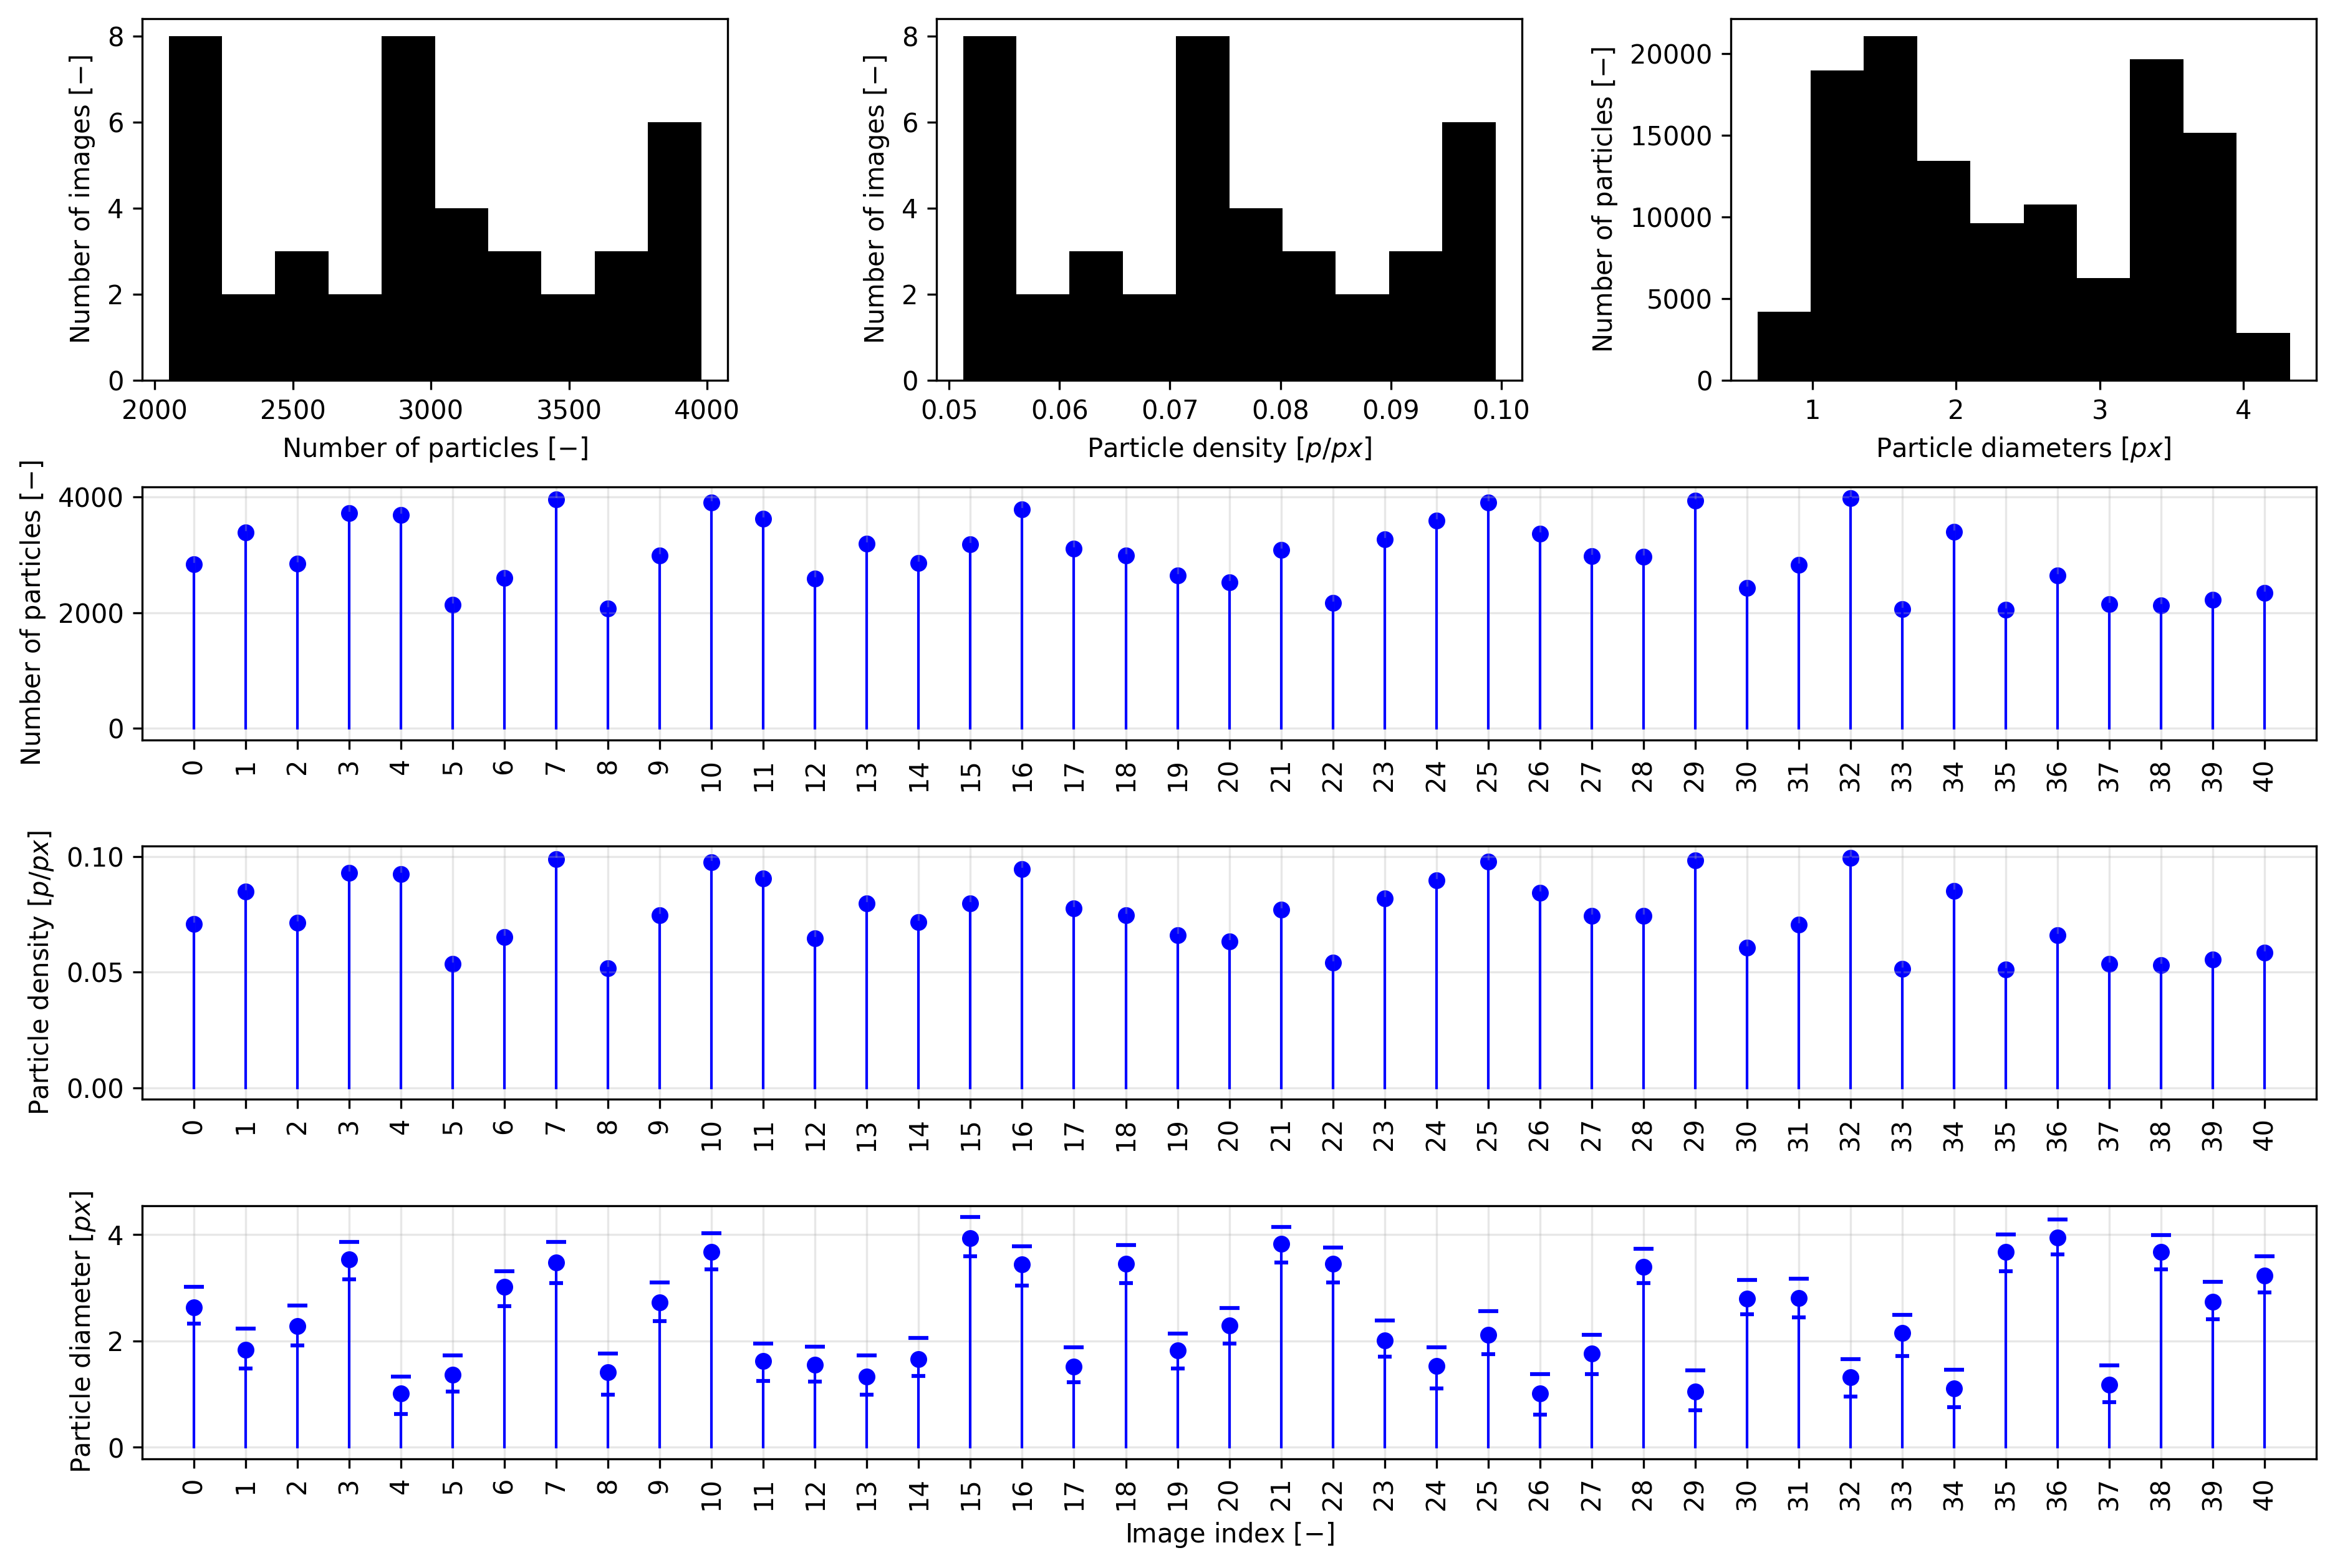 8
6
4
2
0
Number of images [−]
2000 2500 3000 3500 4000
Number of particles [−]
8
6
4
2
0
Number of images [−]
0.05 0.06 0.07 0.08 0.09 0.10
Particle density [p/px]
20000
15000
10000
5000
0
Number of particles [−]
1 2 3 4
Particle diameters [px]
4000
2000
0
Number of particles [−]
0 1 2 3 4 5 6 7 8 9 10 11 12 13 14 15 16 17 18 19 20 21 22 23 24 25 26 27 28 29 30 31 32 33 34 35 36 37 38 39 40
0.10
0.05
0.00
Particle density [p/px]
0 1 2 3 4 5 6 7 8 9 10 11 12 13 14 15 16 17 18 19 20 21 22 23 24 25 26 27 28 29 30 31 32 33 34 35 36 37 38 39 40
4
2
0
Particle diameter [px]
0 1 2 3 4 5 6 7 8 9 10 11 12 13 14 15 16 17 18 19 20 21 22 23 24 25 26 27 28 29 30 31 32 33 34 35 36 37 38 39 40
Image index [−]